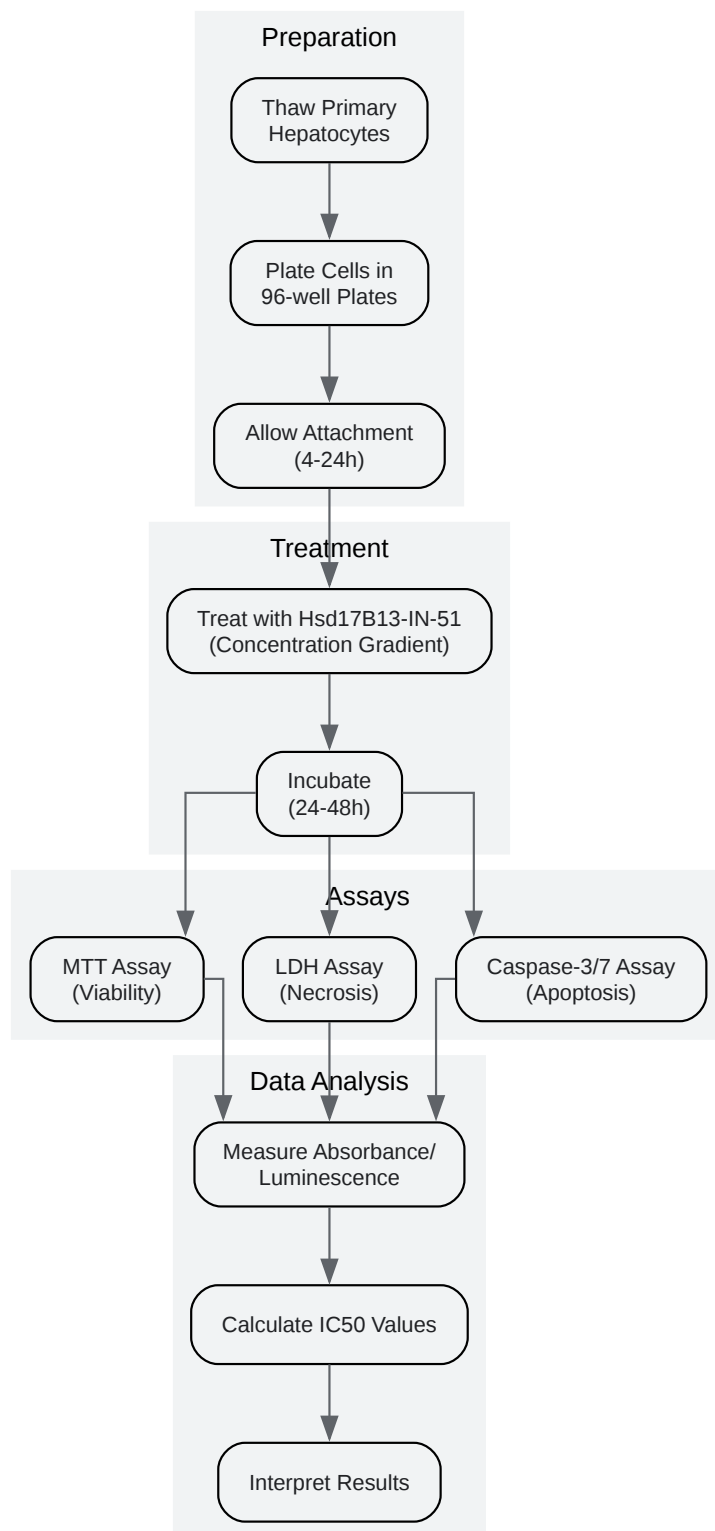 Preparation
Thaw Primary
Hepatocytes
Plate Cells in
96-well Plates
Allow Attachment
(4-24h)
Treatment
Treat with Hsd17B13-IN-51
(Concentration Gradient)
Incubate
(24-48h)
Assays
MTT Assay
(Viability)
LDH Assay
(Necrosis)
Caspase-3/7 Assay
(Apoptosis)
Data Analysis
Measure Absorbance/
Luminescence
Calculate IC50 Values
Interpret Results